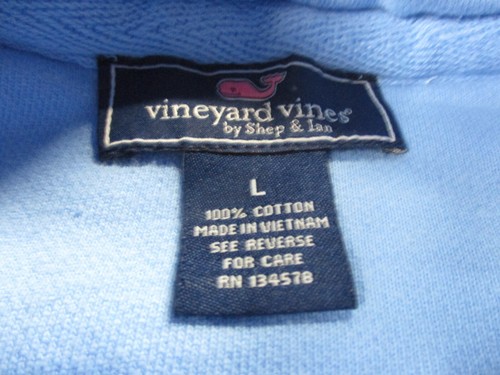 vineyard vines
by Shep & Ian
L
100% COTTON
MADE IN VIETNAM
SEE REVERSE
FOR CARE
RN 134578